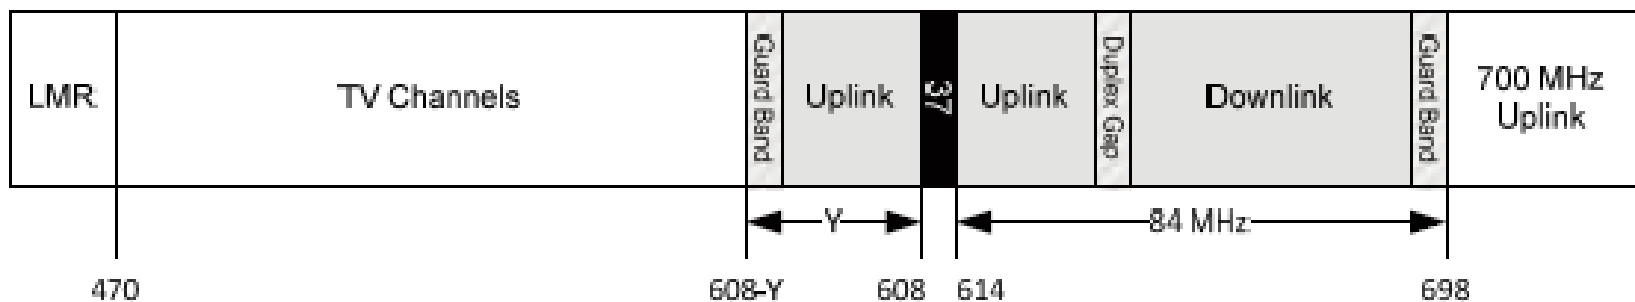 LMR
TV Channels
Guard Band
Uplink
37
Uplink
Duplex Gap
Downlink
Guard Band
700 MHz
Uplink
Y
84 MHz
470
608-Y
608
614
698